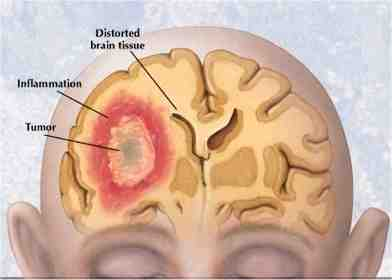 Distorted
brain tissue
Inflammation
Tumor